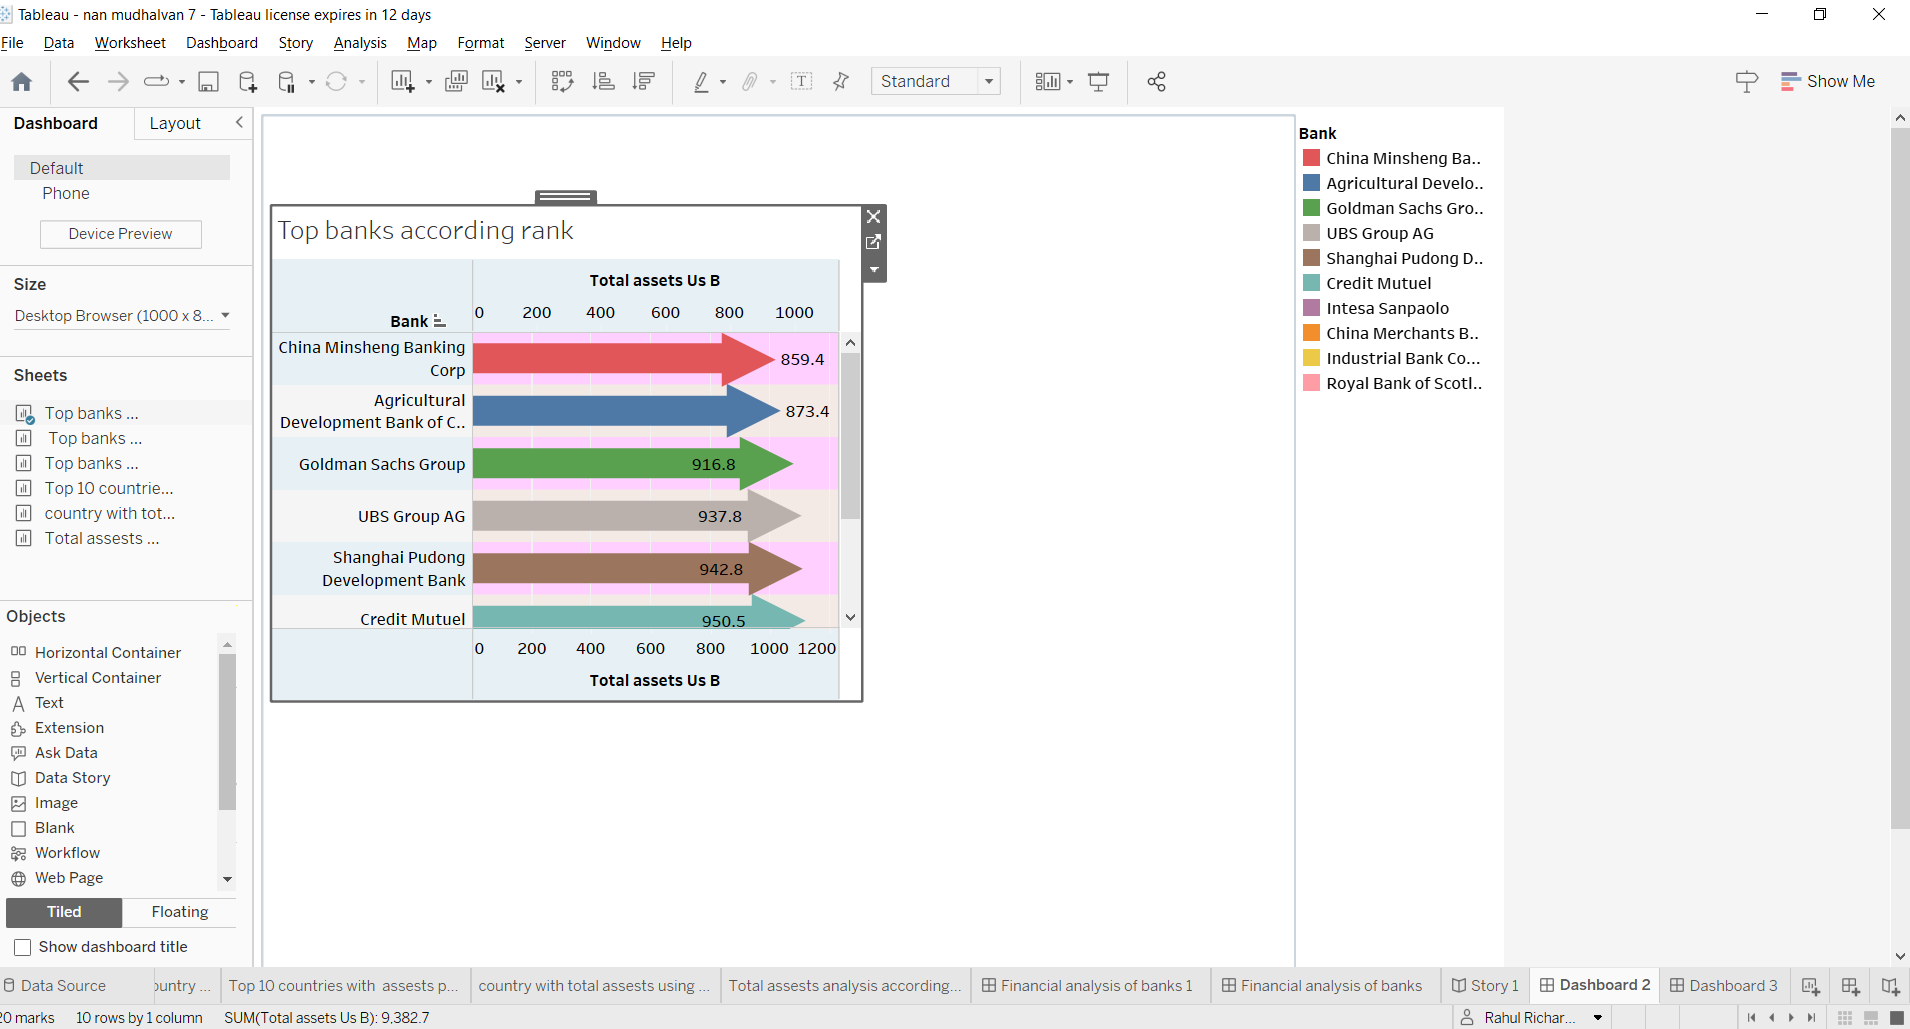 Tableau - nan mudhalvan 7 - Tableau license expires in 12 days
File Data Worksheet Dashboard Story Analysis Map Format Server Window Help
Standard
Show Me
Dashboard Layout
Default
Phone
Device Preview
Size
Desktop Browser (1000 x 8...
Sheets
Top banks ...
Top banks ...
Top banks ...
Top 10 countrie...
country with tot...
Total assests ...
Objects
Horizontal Container
Vertical Container
Text
Extension
Ask Data
Data Story
Image
Blank
Workflow
Web Page
Tiled Floating
Show dashboard title
Top banks according rank
Total assets Us B
Bank
0 200 400 600 800 1000
China Minsheng Banking
Corp
859.4
Agricultural
Development Bank of C..
873.4
Goldman Sachs Group 916.8
UBS Group AG 937.8
Shanghai Pudong
Development Bank
942.8
Credit Mutuel 950.5
0 200 400 600 800 1000 1200
Total assets Us B
Bank
China Minsheng Ba..
Agricultural Develo..
Goldman Sachs Gro..
UBS Group AG
Shanghai Pudong D..
Credit Mutuel
Intesa Sanpaolo
China Merchants B..
Industrial Bank Co...
Royal Bank of Scotl..
Data Source ountry ... Top 10 countries with assests p... country with total assests using ... Total assests analysis according... Financial analysis of banks 1 Financial analysis of banks Story 1 Dashboard 2 Dashboard 3
20 marks 10 rows by 1 column SUM(Total assets Us B): 9,382.7 Rahul Richar...